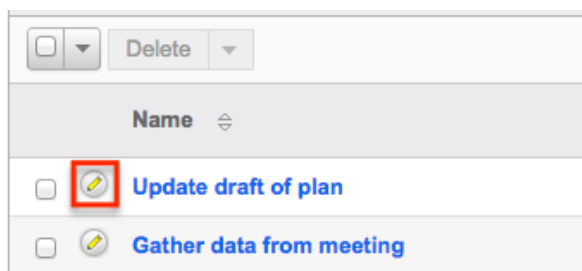 Delete
Name
Update draft of plan
Gather data from meeting